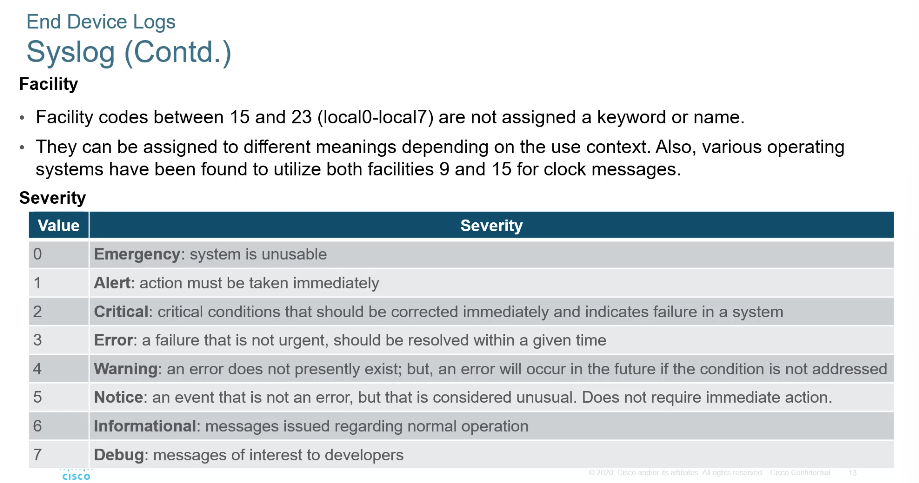 End Device Logs
Syslog (Contd.)
Facility
• Facility codes between 15 and 23 (local0-local7) are not assigned a keyword or name.
• They can be assigned to different meanings depending on the use context. Also, various operating
systems have been found to utilize both facilities 9 and 15 for clock messages.
Severity
Value Severity
0 Emergency: system is unusable
1 Alert: action must be taken immediately
2 Critical: critical conditions that should be corrected immediately and indicates failure in a system
3 Error: a failure that is not urgent, should be resolved within a given time
4 Warning: an error does not presently exist; but, an error will occur in the future if the condition is not addressed
5 Notice: an event that is not an error, but that is considered unusual. Does not require immediate action.
6 Informational: messages issued regarding normal operation
7 Debug: messages of interest to developers
CISCO © 2020 Cisco and/or its affiliates. All rights reserved. Cisco Confidential 13